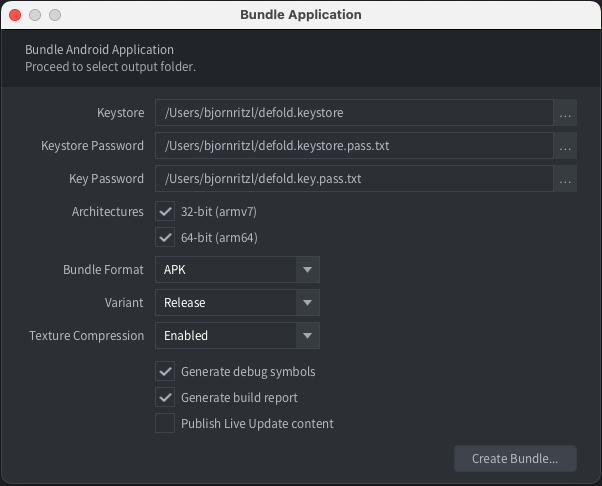 Bundle Application
Bundle Android Application
Proceed to select output folder.
Keystore /Users/bjornritzl/defold.keystore ...
Keystore Password /Users/bjornritzl/defold.keystore.pass.txt ...
Key Password /Users/bjornritzl/defold.key.pass.txt ...
Architectures 32-bit (armv7)
64-bit (arm64)
Bundle Format APK
Variant Release
Texture Compression Enabled
Generate debug symbols
Generate build report
Publish Live Update content
Create Bundle...